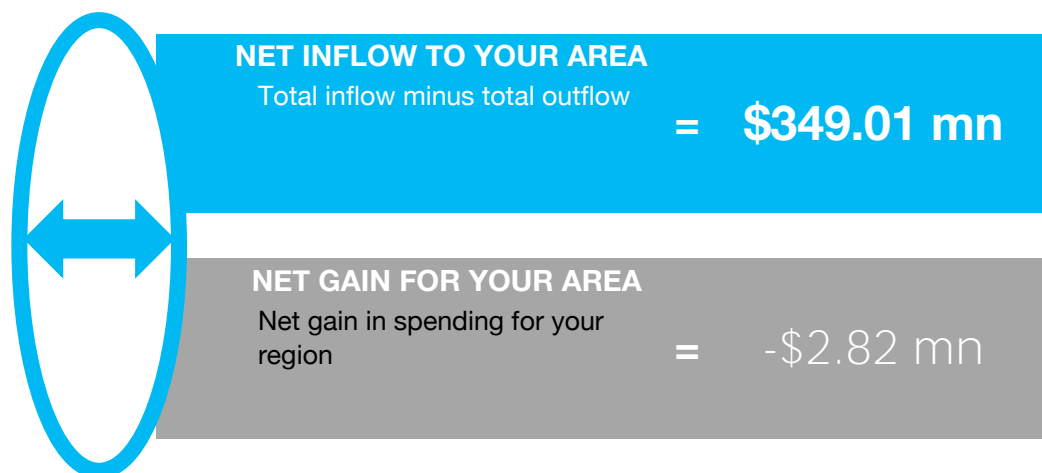 NET INFLOW TO YOUR AREA
Total inflow minus total outflow
= $349.01 mn
NET GAIN FOR YOUR AREA
Net gain in spending for your
region
= -$2.82 mn